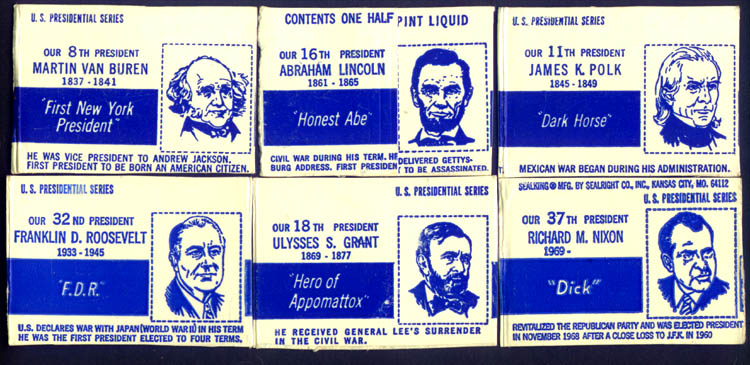 U. S. PRESIDENTIAL SERIES
OUR 8TH PRESIDENT
MARTIN VAN BUREN
1837 - 1841
"First New York
President"
HE WAS VICE PRESIDENT TO ANDREW JACKSON.
FIRST PRESIDENT TO BE BORN AN AMERICAN CITIZEN.
CONTENTS ONE HALF PINT LIQUID
OUR 16TH PRESIDENT
ABRAHAM LINCOLN
1861 - 1865
"Honest Abe"
CIVIL WAR DURING HIS TERM. HE DELIVERED GETTYS-
BURG ADDRESS. FIRST PRESIDENT TO BE ASSASSINATED.
U. S. PRESIDENTIAL SERIES
OUR 11TH PRESIDENT
JAMES K. POLK
1845 - 1849
"Dark Horse"
MEXICAN WAR BEGAN DURING HIS ADMINISTRATION.
U. S. PRESIDENTIAL SERIES
OUR 32ND PRESIDENT
FRANKLIN D. ROOSEVELT
1933 - 1945
"F.D.R."
U.S. DECLARES WAR WITH JAPAN (WORLD WAR II) IN HIS TERM
HE WAS THE FIRST PRESIDENT ELECTED TO FOUR TERMS.
U. S. PRESIDENTIAL SERIES
OUR 18TH PRESIDENT
ULYSSES S. GRANT
1869 - 1877
"Hero of
Appomattox"
HE RECEIVED GENERAL LEE'S SURRENDER
IN THE CIVIL WAR.
SEALKING® MFG. BY SEALRIGHT CO., INC., KANSAS CITY, MO. 64112
U. S. PRESIDENTIAL SERIES
OUR 37TH PRESIDENT
RICHARD M. NIXON
1969-
"Dick"
REVITALIZED THE REPUBLICAN PARTY AND WAS ELECTED PRESIDENT
IN NOVEMBER 1968 AFTER A CLOSE LOSS TO J.F.K. IN 1960